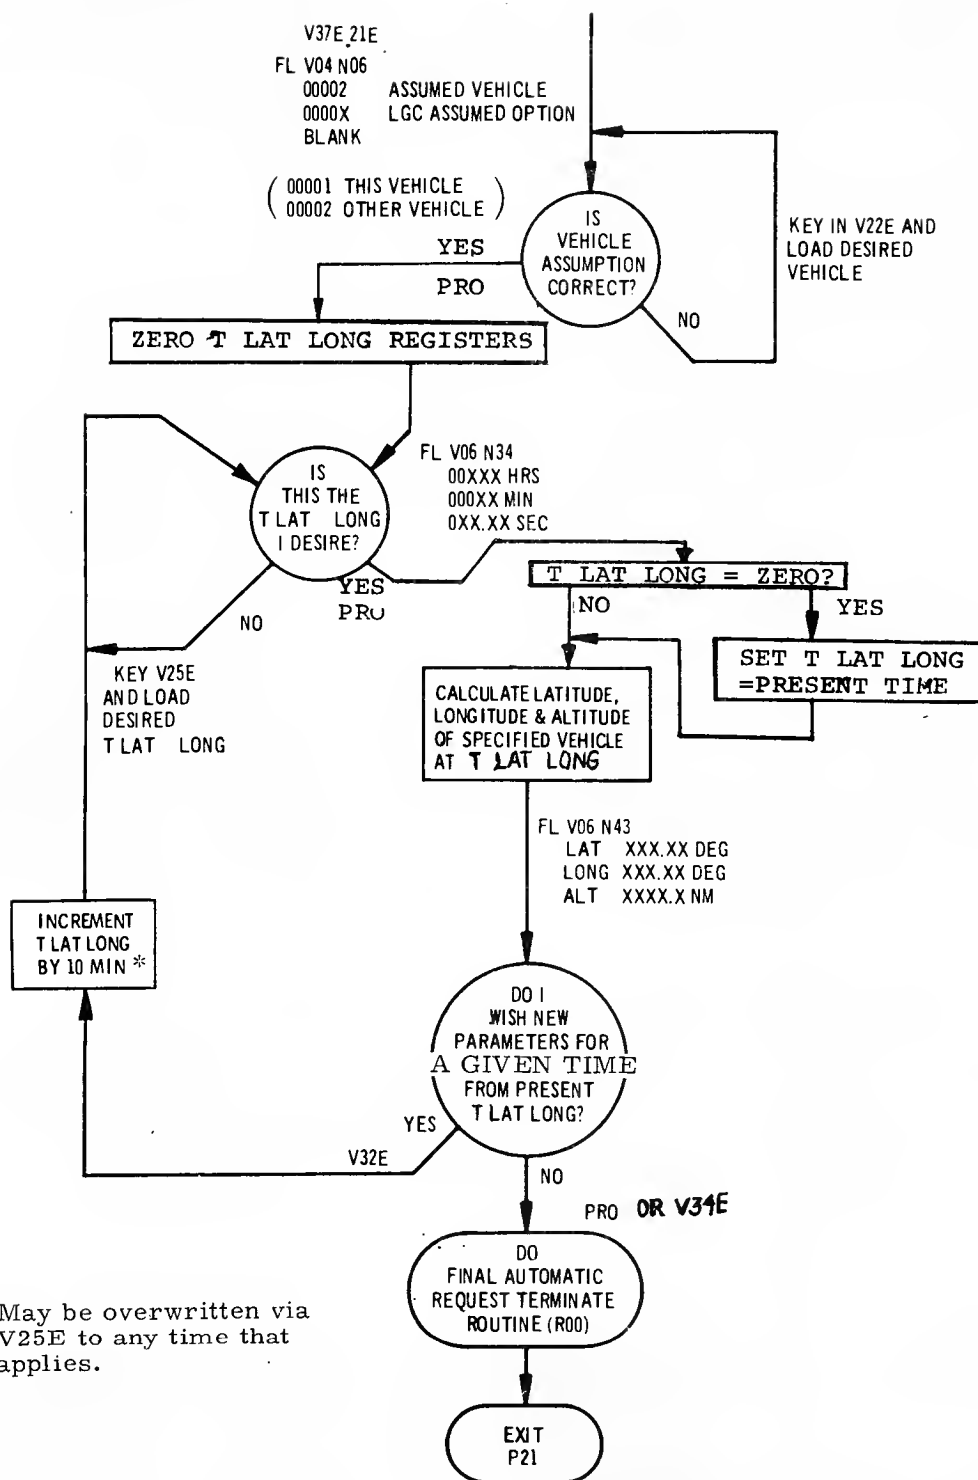 V37E 21E
FL V04 N06
00002 ASSUMED VEHICLE
0000X LGC ASSUMED OPTION
BLANK
( 00001 THIS VEHICLE
00002 OTHER VEHICLE )
IS
VEHICLE
ASSUMPTION
CORRECT?
KEY IN V22E AND
LOAD DESIRED
VEHICLE
YES
PRO
NO
ZERO T LAT LONG REGISTERS
IS
THIS THE
T LAT LONG
I DESIRE?
FL V06 N34
00XXX HRS
000XX MIN
0XX.XX SEC
YES
PRO
NO
T LAT LONG = ZERO?
NO
YES
SET T LAT LONG
=PRESENT TIME
KEY V25E
AND LOAD
DESIRED
T LAT LONG
CALCULATE LATITUDE,
LONGITUDE & ALTITUDE
OF SPECIFIED VEHICLE
AT T LAT LONG
FL V06 N43
LAT XXX.XX DEG
LONG XXX.XX DEG
ALT XXXX.X NM
INCREMENT
T LAT LONG
BY 10 MIN *
DO I
WISH NEW
PARAMETERS FOR
A GIVEN TIME
FROM PRESENT
T LAT LONG?
YES
V32E
NO
PRO OR V34E
DO
FINAL AUTOMATIC
REQUEST TERMINATE
ROUTINE (R00)
May be overwritten via
V25E to any time that
applies.
EXIT
P21